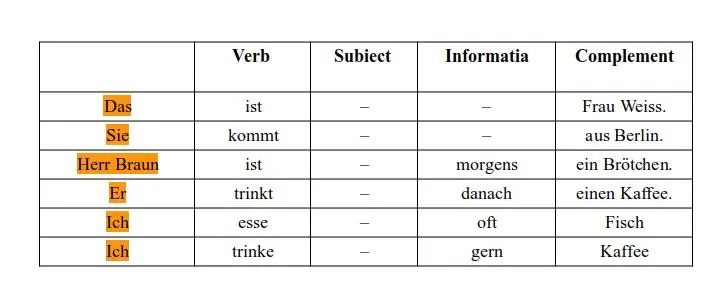 Verb Subiect Informatia Complement
Das ist – – Frau Weiss.
Sie kommt – – aus Berlin.
Herr Braun ist – morgens ein Brötchen.
Er trinkt – danach einen Kaffee.
Ich esse – oft Fisch
Ich trinke – gern Kaffee